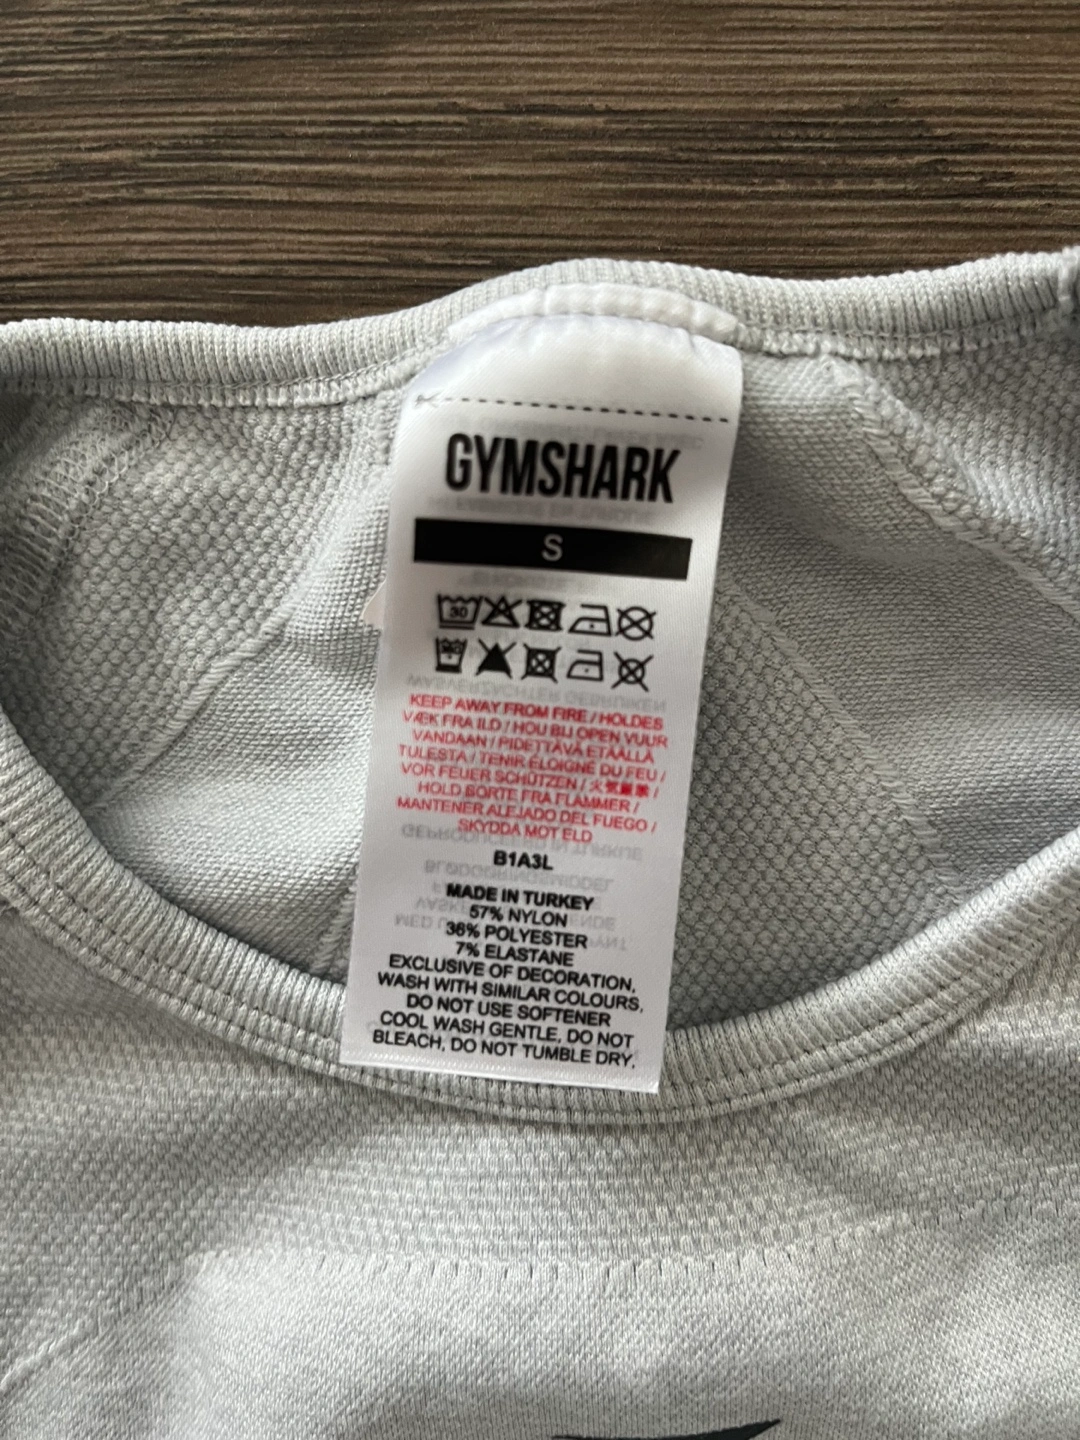 GYMSHARK
S
30
KEEP AWAY FROM FIRE / HOLDES
VÆK FRA ILD / HOU BIJ OPEN VUUR
VANDAAN / PIDETTÄVÄ ETÄÄLLÄ
TULESTA / TENIR ÉLOIGNÉ DU FEU /
VOR FEUER SCHÜTZEN / 火気厳禁 /
HOLD BORTE FRA FLAMMER /
MANTENER ALEJADO DEL FUEGO /
SKYDDA MOT ELD
B1A3L
MADE IN TURKEY
57% NYLON
36% POLYESTER
7% ELASTANE
EXCLUSIVE OF DECORATION,
WASH WITH SIMILAR COLOURS,
DO NOT USE SOFTENER
COOL WASH GENTLE, DO NOT
BLEACH, DO NOT TUMBLE DRY,